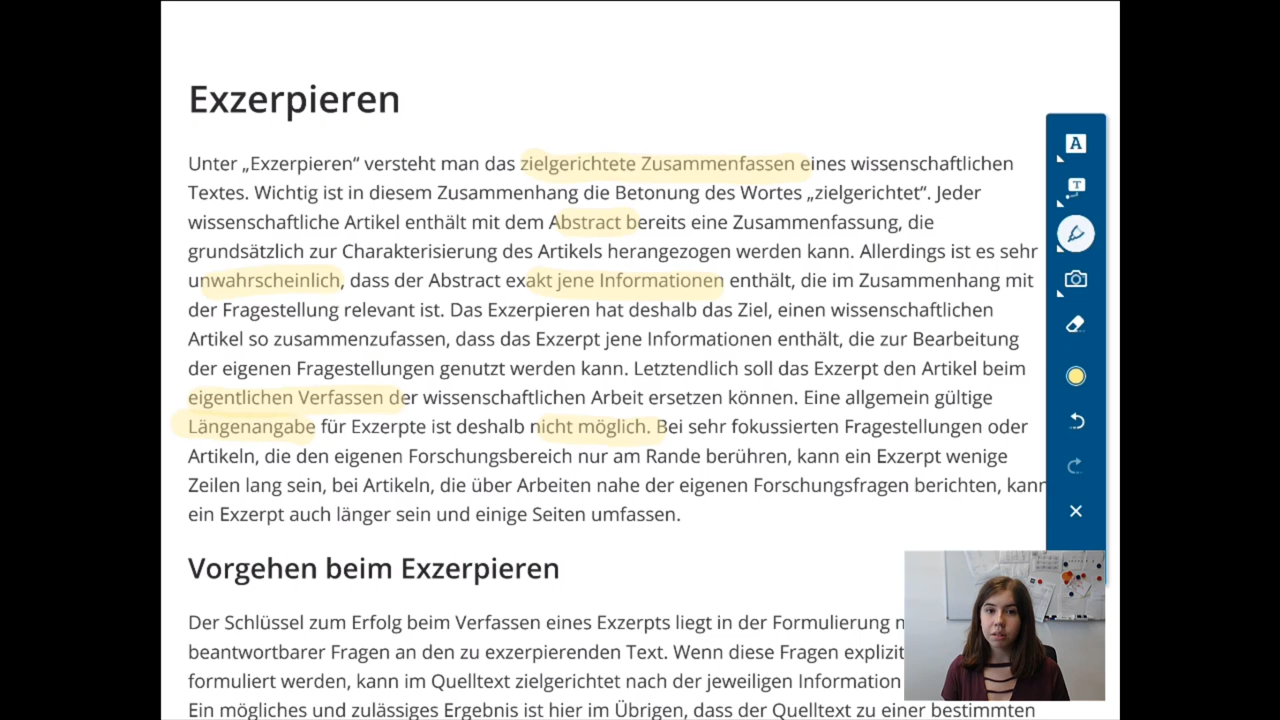 Exzerpieren
Unter „Exzerpieren“ versteht man das zielgerichtete Zusammenfassen eines wissenschaftlichen
Textes. Wichtig ist in diesem Zusammenhang die Betonung des Wortes „zielgerichtet“. Jeder
wissenschaftliche Artikel enthält mit dem Abstract bereits eine Zusammenfassung, die
grundsätzlich zur Charakterisierung des Artikels herangezogen werden kann. Allerdings ist es sehr
unwahrscheinlich, dass der Abstract exakt jene Informationen enthält, die im Zusammenhang mit
der Fragestellung relevant ist. Das Exzerpieren hat deshalb das Ziel, einen wissenschaftlichen
Artikel so zusammenzufassen, dass das Exzerpt jene Informationen enthält, die zur Bearbeitung
der eigenen Fragestellungen genutzt werden kann. Letztendlich soll das Exzerpt den Artikel beim
eigentlichen Verfassen der wissenschaftlichen Arbeit ersetzen können. Eine allgemein gültige
Längenangabe für Exzerpte ist deshalb nicht möglich. Bei sehr fokussierten Fragestellungen oder
Artikeln, die den eigenen Forschungsbereich nur am Rande berühren, kann ein Exzerpt wenige
Zeilen lang sein, bei Artikeln, die über Arbeiten nahe der eigenen Forschungsfragen berichten, kann
ein Exzerpt auch länger sein und einige Seiten umfassen.
Vorgehen beim Exzerpieren
Der Schlüssel zum Erfolg beim Verfassen eines Exzerpts liegt in der Formulierung
beantwortbarer Fragen an den zu exzerpierenden Text. Wenn diese Fragen explizit
formuliert werden, kann im Quelltext zielgerichtet nach der jeweiligen Information
Ein mögliches und zulässiges Ergebnis ist hier im Übrigen, dass der Quelltext zu einer bestimmten
A
T